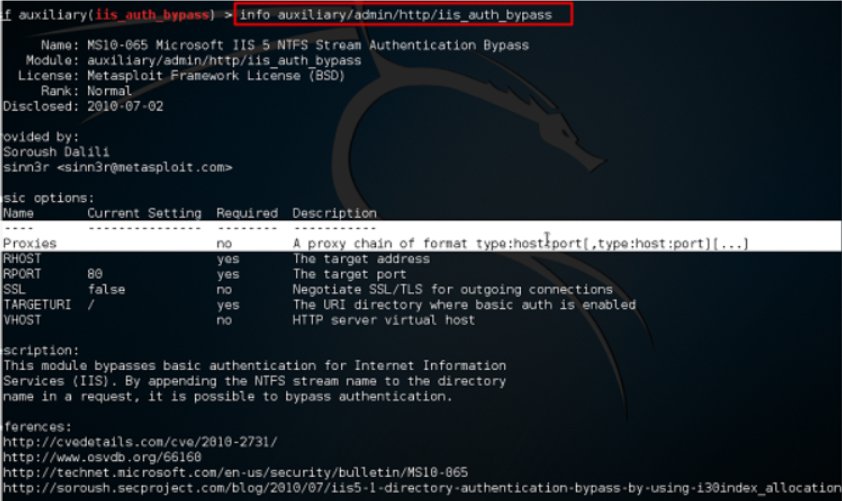 f auxiliary(iis_auth_bypass) > info auxiliary/admin/http/iis_auth_bypass
Name: MS10-065 Microsoft IIS 5 NTFS Stream Authentication Bypass
Module: auxiliary/admin/http/iis_auth_bypass
License: Metasploit Framework License (BSD)
Rank: Normal
Disclosed: 2010-07-02
ovided by:
Soroush Dalili
sinn3r <sinn3r@metasploit.com>
sic options:
Name Current Setting Required Description
---- --------------- -------- -----------
Proxies no A proxy chain of format type:host:port[,type:host:port][...]
RHOST yes The target address
RPORT 80 yes The target port
SSL false no Negotiate SSL/TLS for outgoing connections
TARGETURI / yes The URI directory where basic auth is enabled
VHOST no HTTP server virtual host
scription:
This module bypasses basic authentication for Internet Information
Services (IIS). By appending the NTFS stream name to the directory
name in a request, it is possible to bypass authentication.
ferences:
http://cvedetails.com/cve/2010-2731/
http://www.osvdb.org/66160
http://technet.microsoft.com/en-us/security/bulletin/MS10-065
http://soroush.secproject.com/blog/2010/07/iis5-1-directory-authentication-bypass-by-using-i30index_allocation